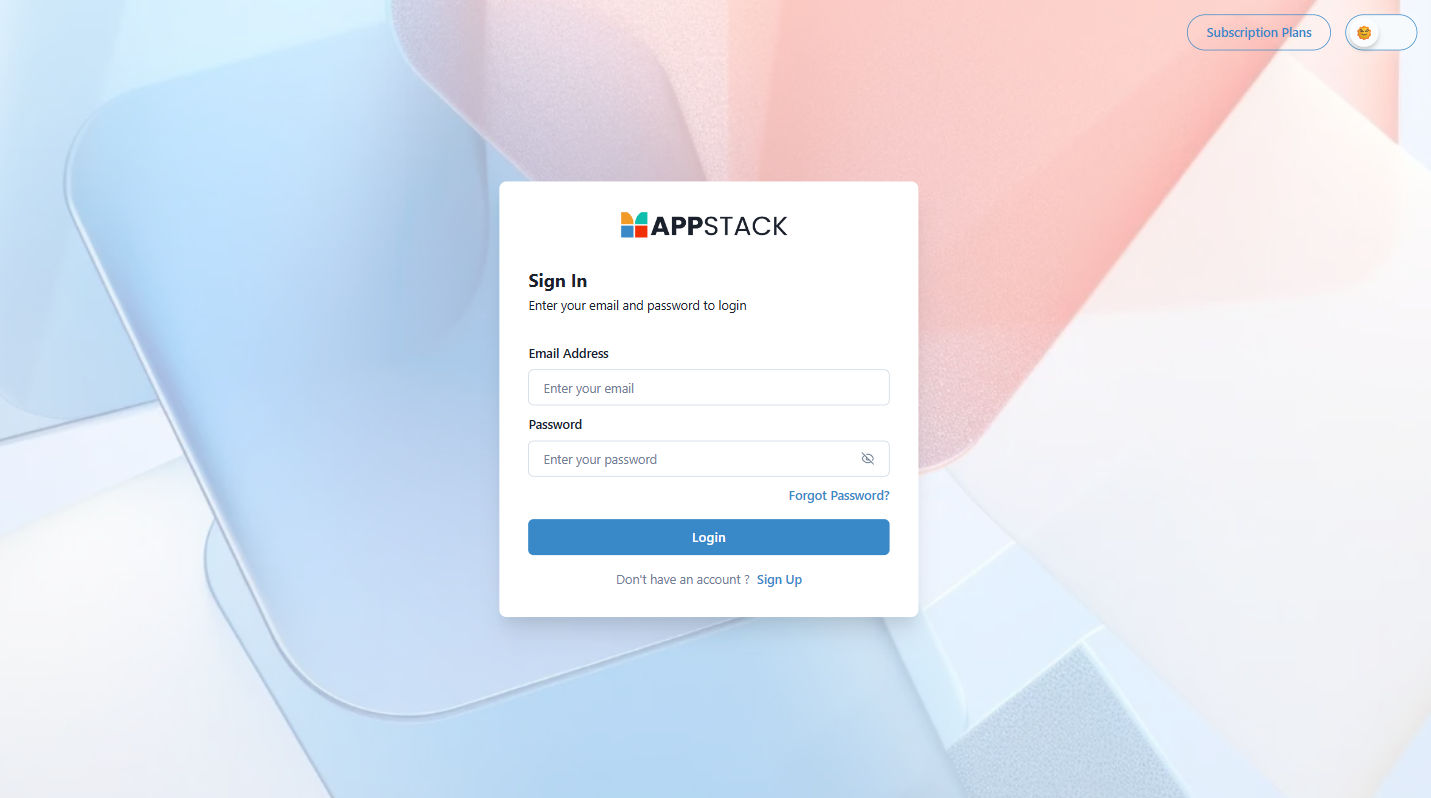 Subscription Plans
APPSTACK
Sign In
Enter your email and password to login
Email Address
Enter your email
Password
Enter your password
Forgot Password?
Login
Don't have an account ? Sign Up